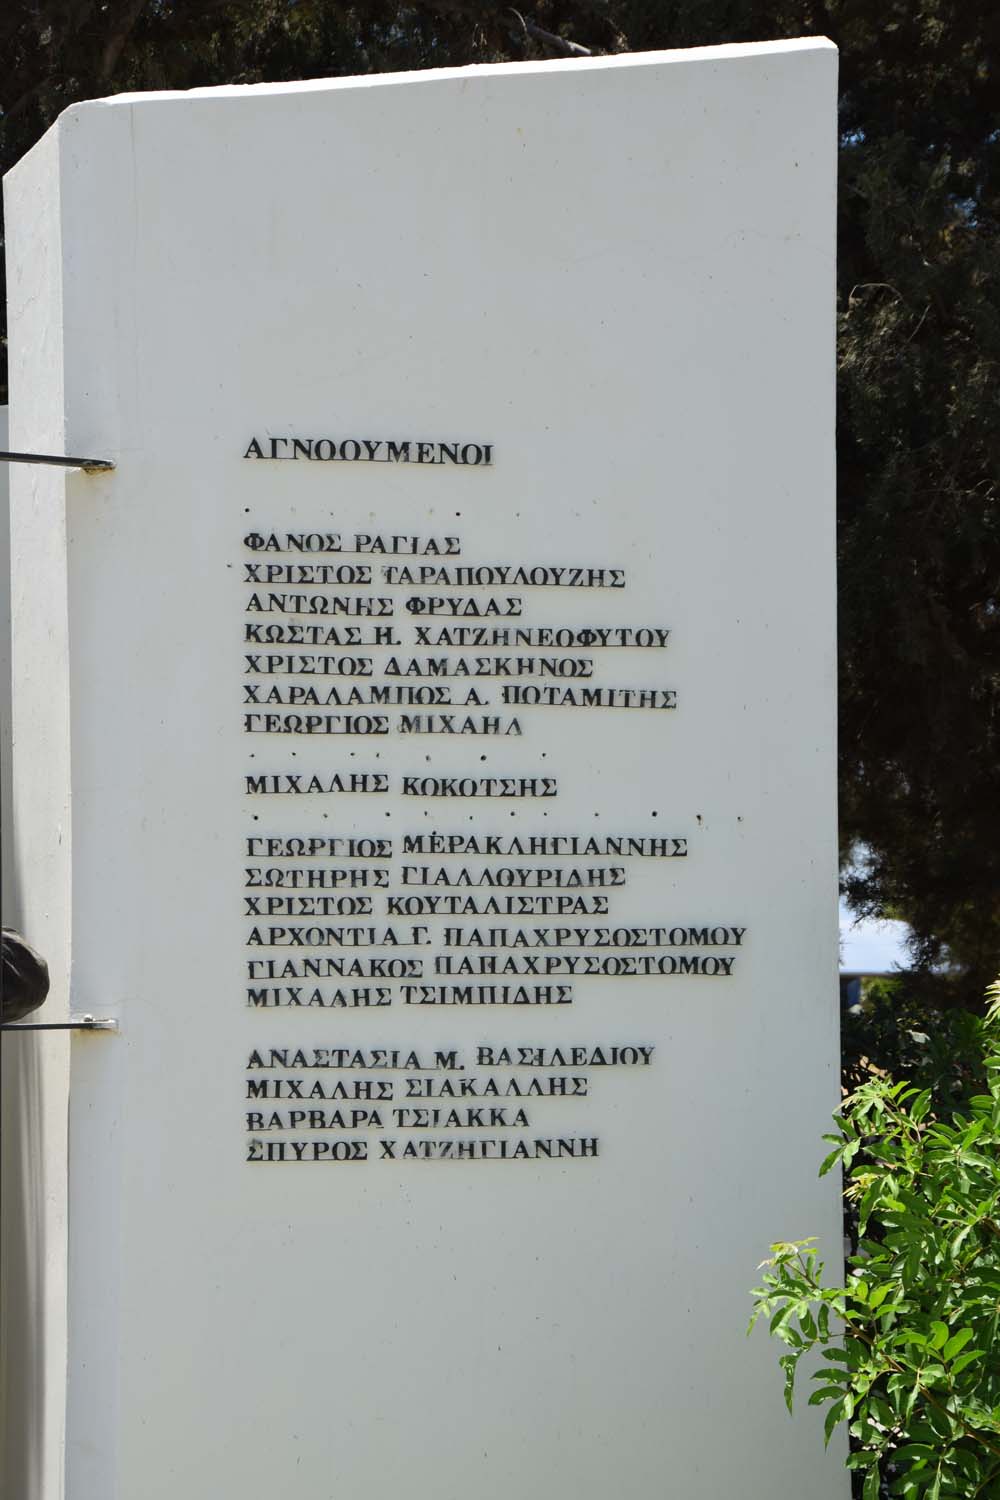 ΑΓΝΟΟΥΜΕΝΟΙ
ΦΑΝΟΣ ΡΑΓΙΑΣ
ΧΡΙΣΤΟΣ ΤΑΡΑΠΟΥΛΟΥΖΗΣ
ΑΝΤΩΝΗΣ ΦΡΥΔΑΣ
ΚΩΣΤΑΣ Η. ΧΑΤΖΗΝΕΟΦΥΤΟΥ
ΧΡΙΣΤΟΣ ΔΑΜΑΣΚΗΝΟΣ
ΧΑΡΑΛΑΜΠΟΣ Α. ΠΟΤΑΜΙΤΗΣ
ΓΕΩΡΓΙΟΣ ΜΙΧΑΗΛ
ΜΙΧΑΛΗΣ ΚΟΚΟΤΣΗΣ
ΓΕΩΡΓΙΟΣ ΜΕΡΑΚΛΗΓΙΑΝΝΗΣ
ΣΩΤΗΡΗΣ ΓΙΑΛΛΟΥΡΙΔΗΣ
ΧΡΙΣΤΟΣ ΚΟΥΤΑΛΙΣΤΡΑΣ
ΑΡΧΟΝΤΙΑ Γ. ΠΑΠΑΧΡΥΣΟΣΤΟΜΟΥ
ΓΙΑΝΝΑΚΟΣ ΠΑΠΑΧΡΥΣΟΣΤΟΜΟΥ
ΜΙΧΑΛΗΣ ΤΣΙΜΠΙΔΗΣ
ΑΝΑΣΤΑΣΙΑ Μ. ΒΑΣΙΛΕΔΙΟΥ
ΜΙΧΑΛΗΣ ΣΙΑΚΑΛΛΗΣ
ΒΑΡΒΑΡΑ ΤΣΙΑΚΚΑ
ΣΠΥΡΟΣ ΧΑΤΖΗΓΙΑΝΝΗ